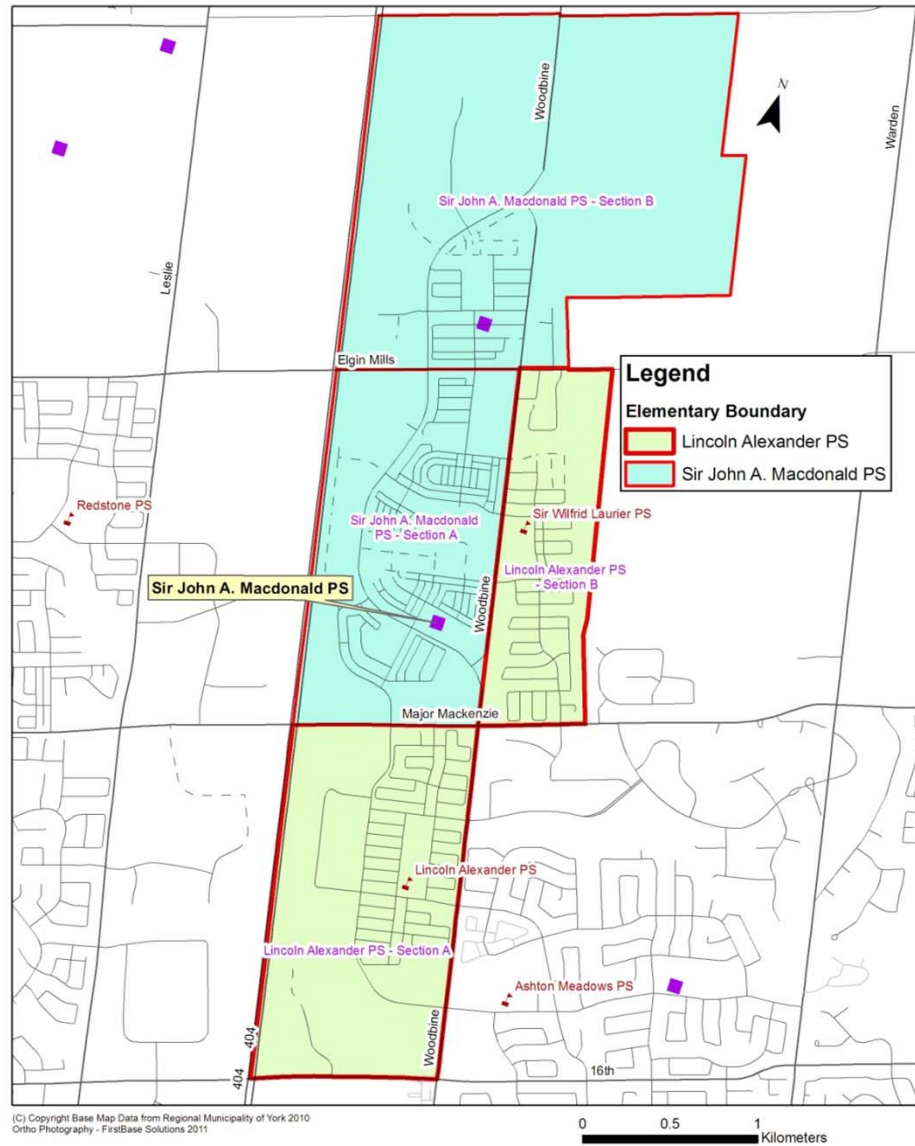 Woodbine
Warden
N
Sir John A. Macdonald PS - Section B
Leslie
Elgin Mills
Legend
Elementary Boundary
Lincoln Alexander PS
Sir John A. Macdonald PS
Redstone PS
Sir John A. Macdonald
PS - Section A
Sir Wilfrid Laurier PS
Lincoln Alexander PS
- Section B
Sir John A. Macdonald PS
Woodbine
Major Mackenzie
Lincoln Alexander PS
Lincoln Alexander PS - Section A
Ashton Meadows PS
404
Woodbine
404
16th
(C) Copyright Base Map Data from Regional Municipality of York 2010
Ortho Photography - FirstBase Solutions 2011
0 0.5 1
Kilometers